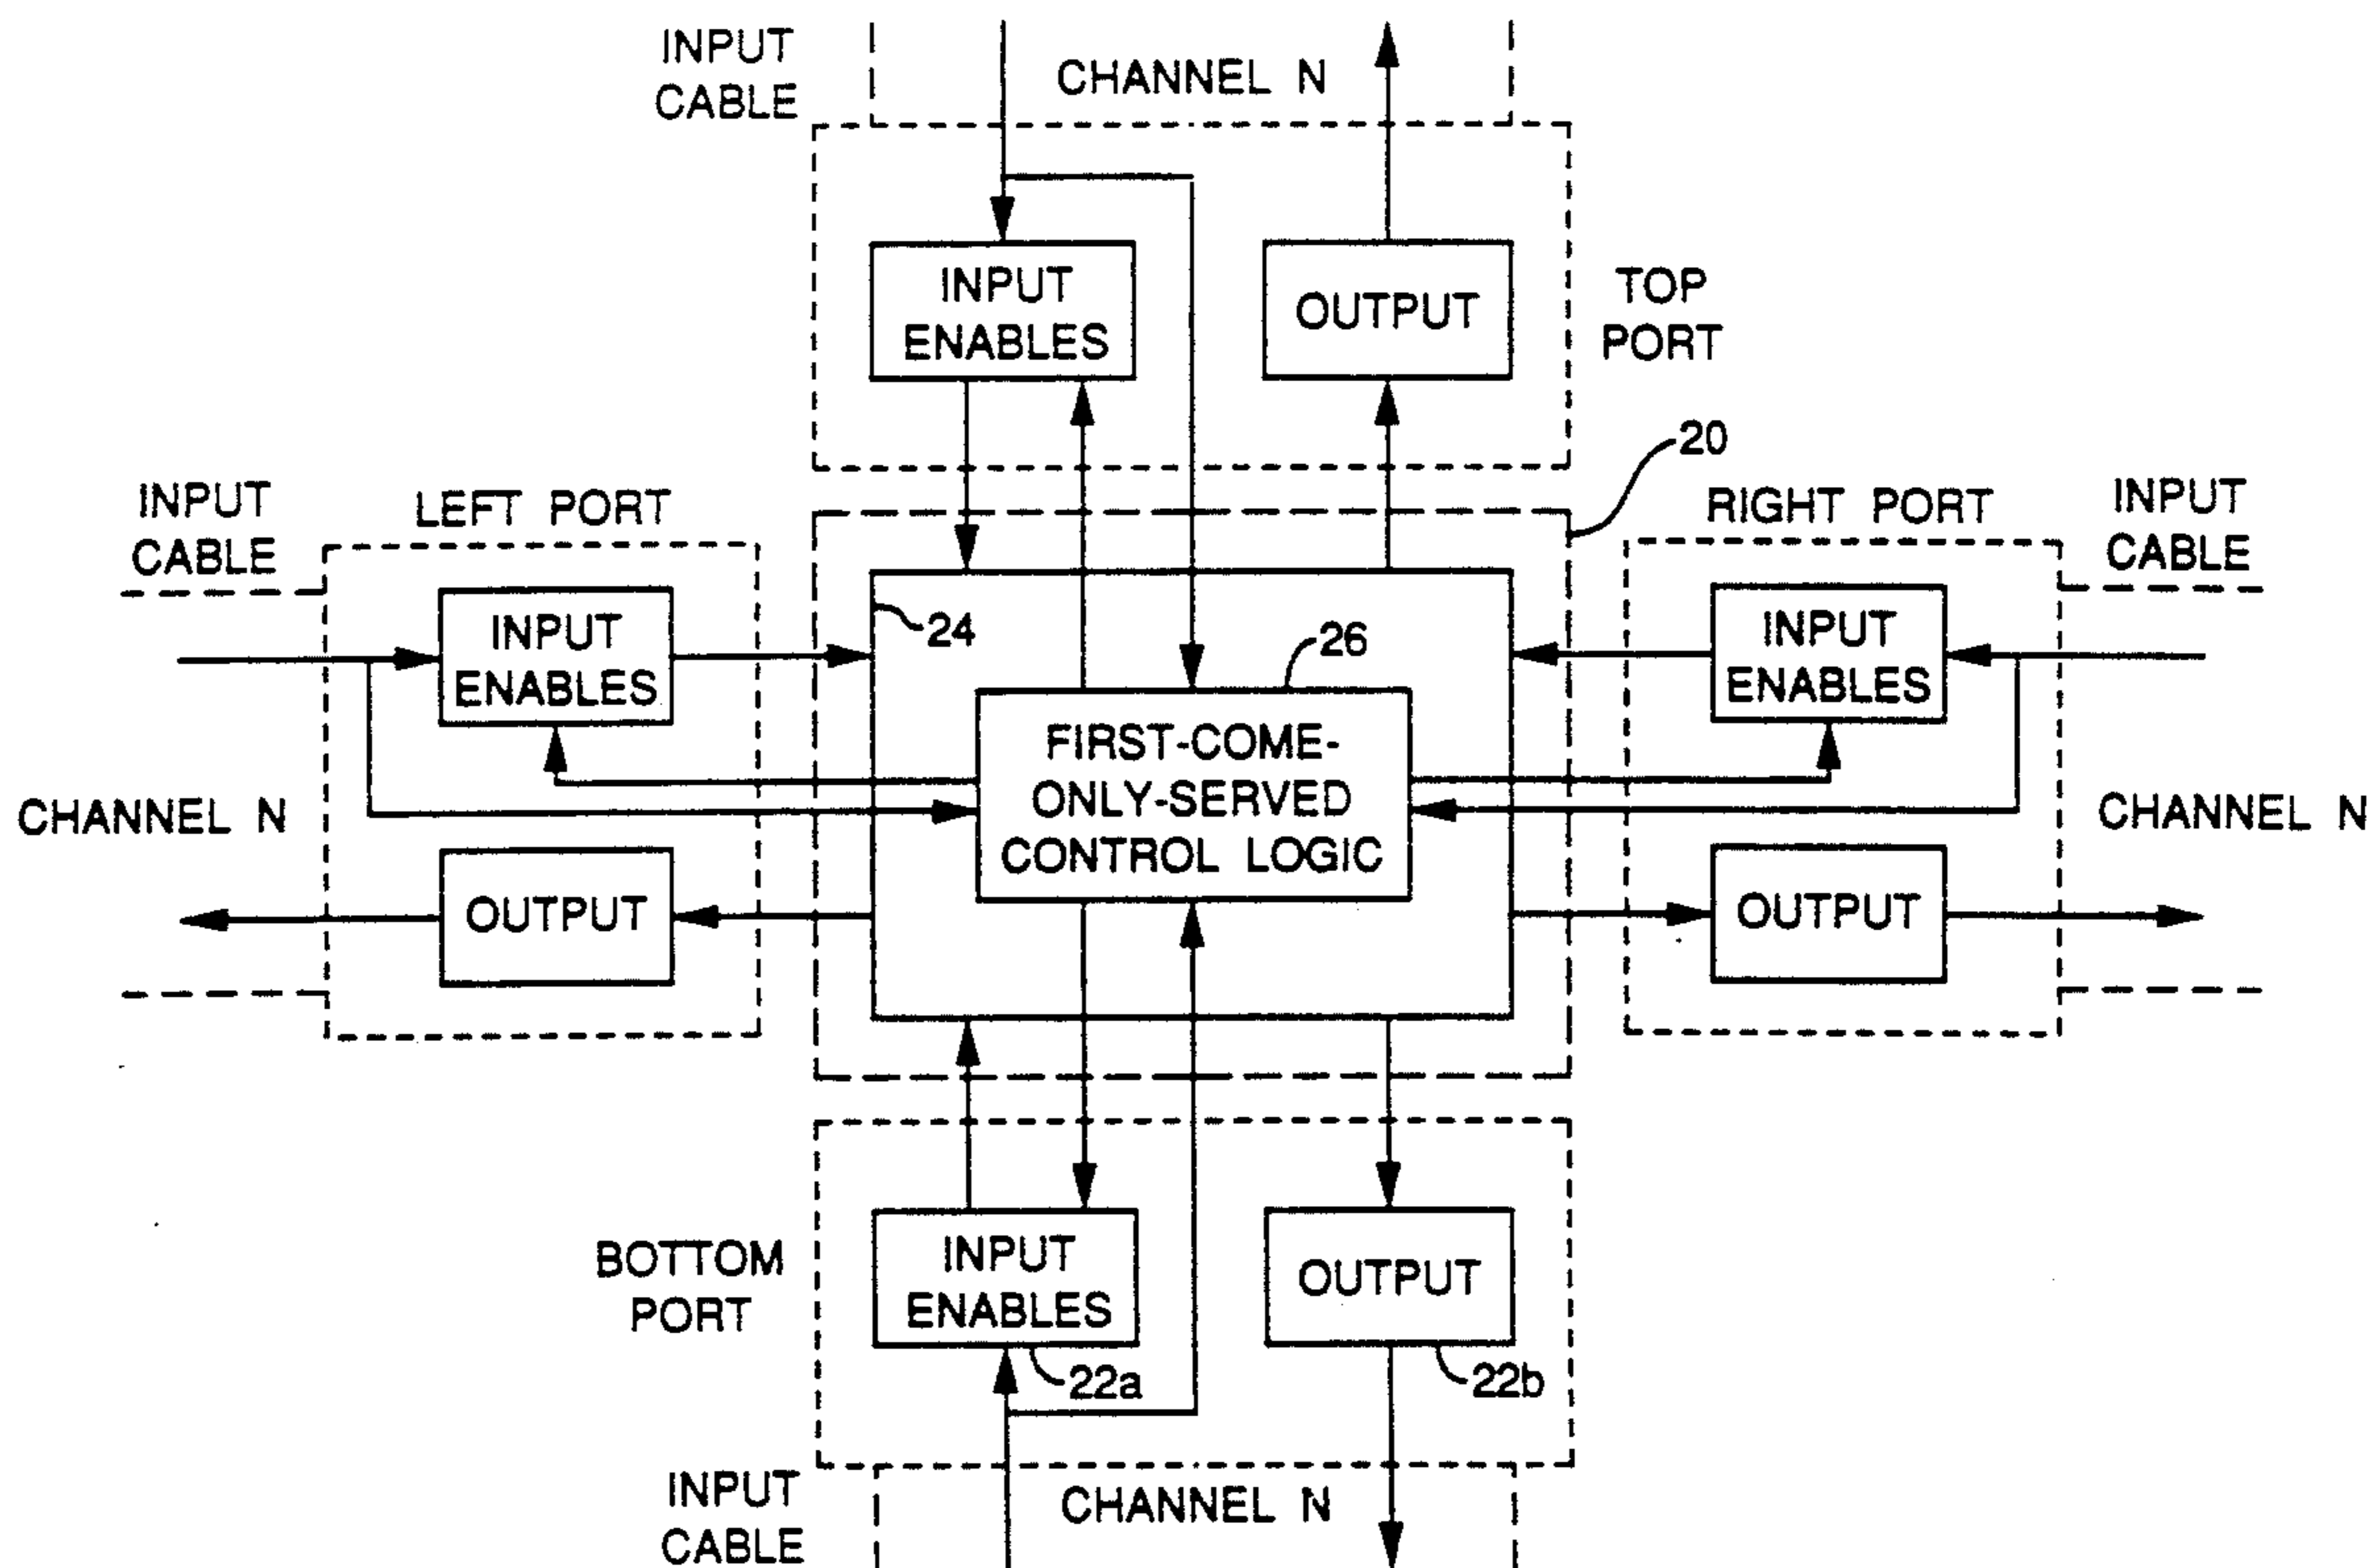 INPUT
CABLE
CHANNEL N
INPUT
ENABLES
OUTPUT
TOP
PORT
20
INPUT
CABLE
LEFT PORT
RIGHT PORT
INPUT
CABLE
INPUT
ENABLES
24
26
INPUT
ENABLES
FIRST-COME-
ONLY-SERVED
CONTROL LOGIC
CHANNEL N
CHANNEL N
OUTPUT
OUTPUT
BOTTOM
PORT
INPUT
ENABLES
OUTPUT
22a
22b
INPUT
CABLE
CHANNEL N